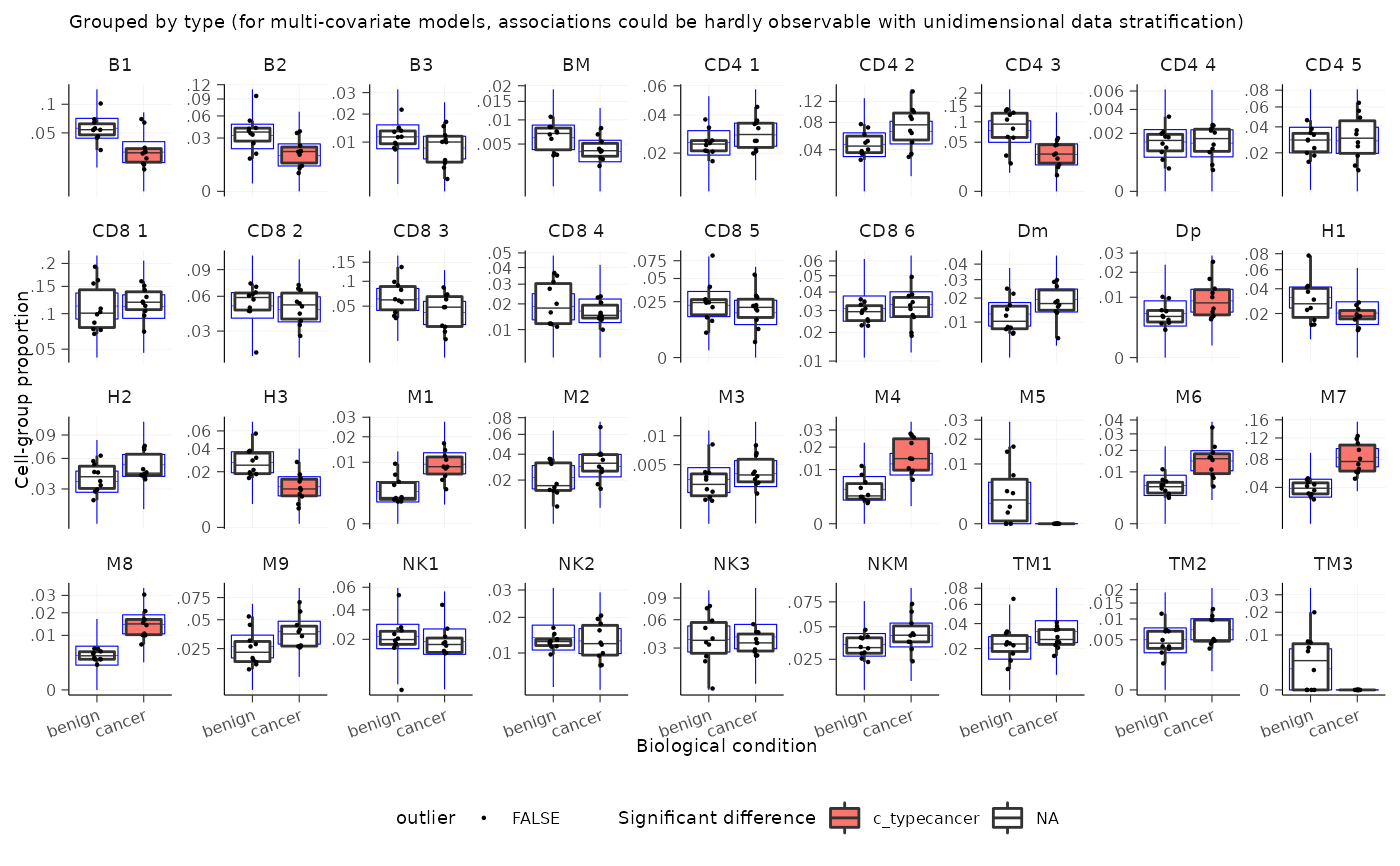 Grouped by type (for multi-covariate models, associations could be hardly observable with unidimensional data stratification)
B1 B2 B3 BM CD4 1 CD4 2 CD4 3 CD4 4 CD4 5
.1 .05
.12 .09 .06 .03 0
.03 .02 .01
.02 .015 .010 .005
.06 .04 .02
.12 .08 .04
.2 .15 .1 .05 0
.006 .004 .002 0
.08 .06 .04 .02
CD8 1 CD8 2 CD8 3 CD8 4 CD8 5 CD8 6 Dm Dp H1
.2 .15 .1 .05
.09 .06 .03
.15 .10 .05
.05 .04 .03 .02 .01
.075 .05 .025 0
.06 .05 .04 .03 .02 .01
.04 .03 .02 .01
.03 .02 .01 0
.08 .06 .04 .02
H2 H3 M1 M2 M3 M4 M5 M6 M7
.09 .06 .03
.06 .04 .02 0
.03 .02 .01 0
.08 .06 .04 .02
.01 .005
.03 .02 .01 0
.03 .02 .01 0
.04 .03 .02 .01 0
.16 .12 .08 .04
M8 M9 NK1 NK2 NK3 NKM TM1 TM2 TM3
.03 .02 .01 0
.075 .05 .025
.06 .04 .02
.03 .02 .01
.09 .06 .03
.075 .05 .025
.08 .06 .04 .02
.02 .015 .01 .005 0
.03 .02 .01 0
Cell-group proportion
benign cancer benign cancer benign cancer benign cancer benign cancer benign cancer benign cancer benign cancer benign cancer
Biological condition
outlier FALSE Significant difference c_typecancer NA